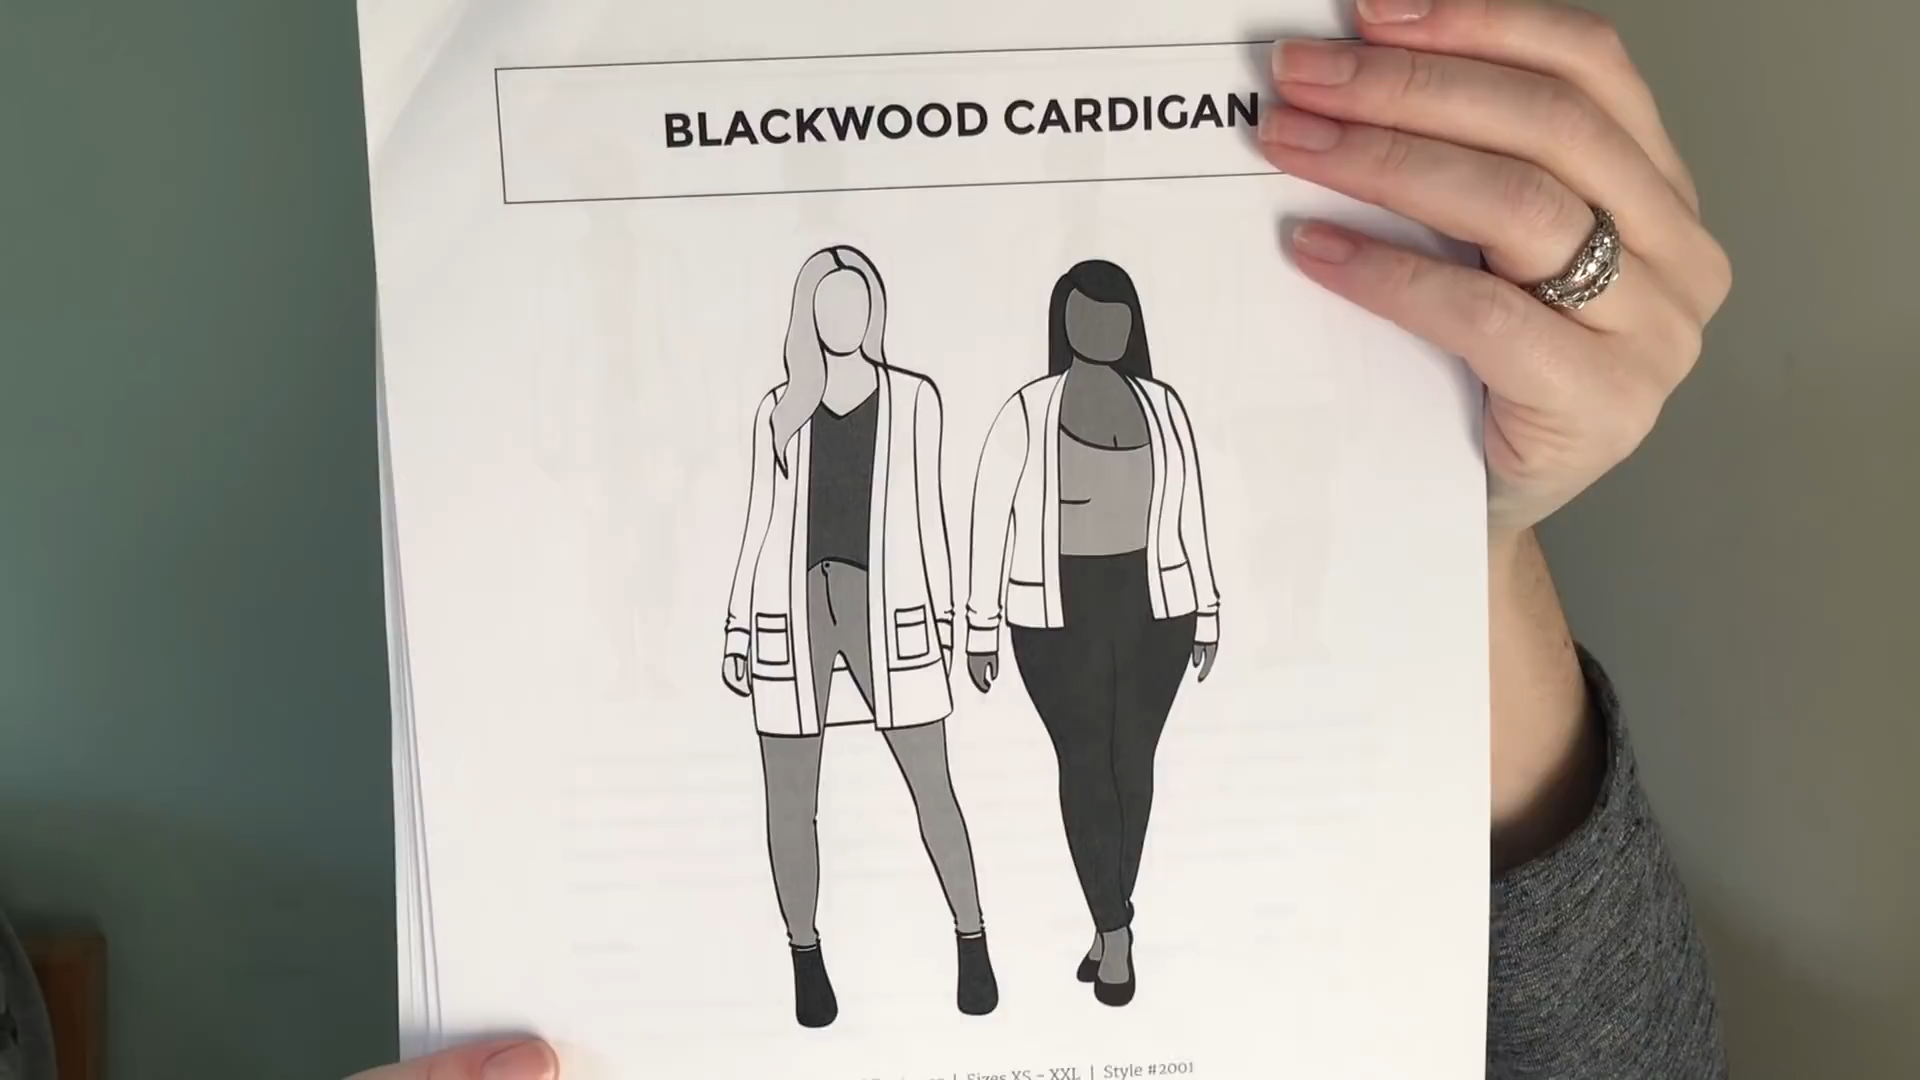 BLACKWOOD CARDIGAN
| Sizes XS – XXL | Style #2001